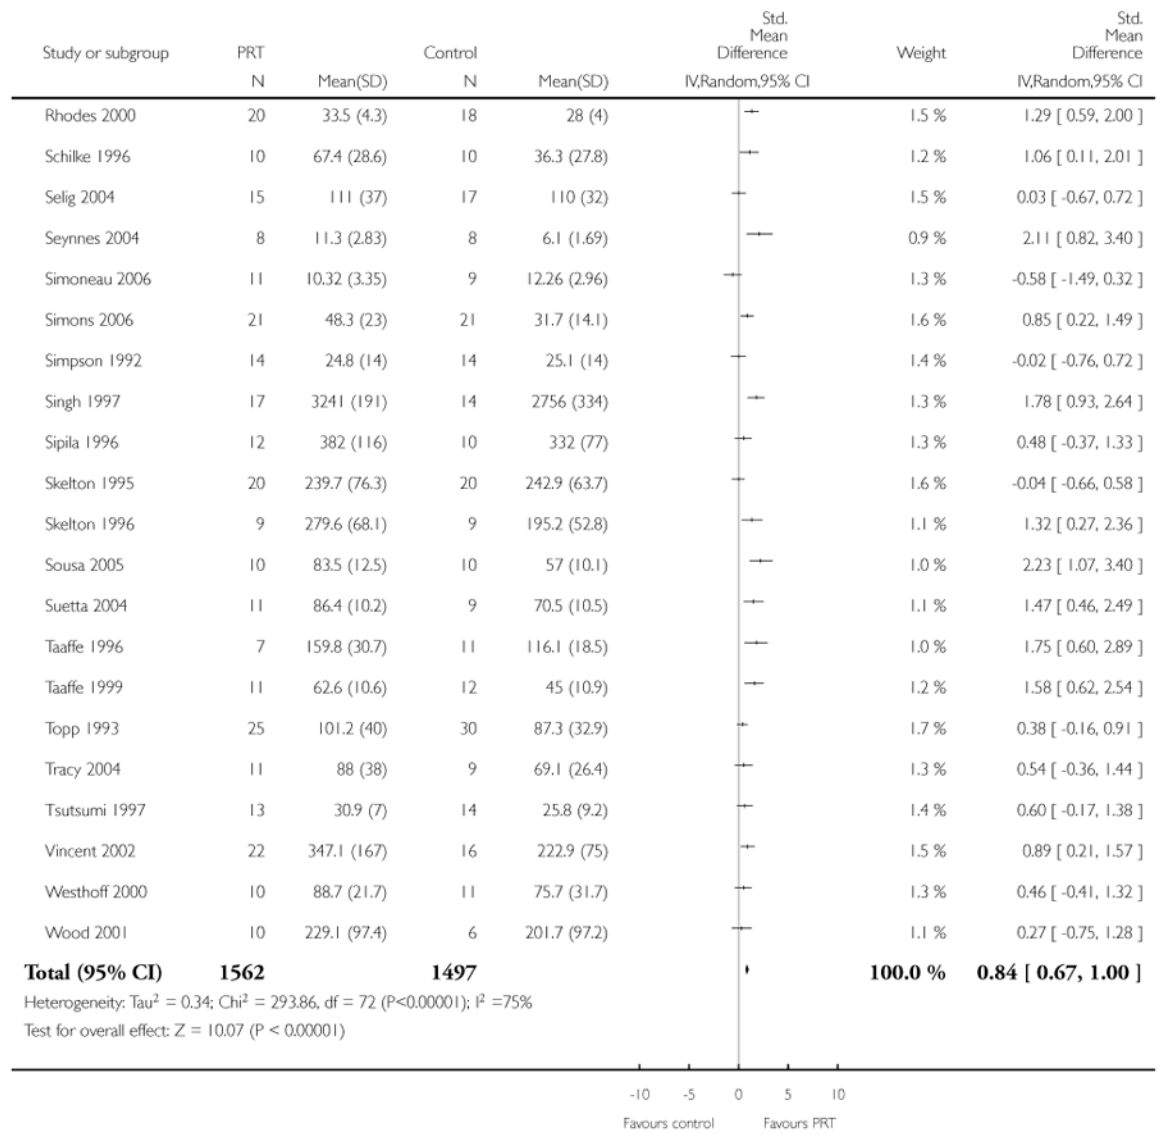 Std.
Mean
Difference
Std.
Mean
Difference
Study or subgroup PRT Control Weight
N Mean(SD) N Mean(SD) IV,Random,95% CI IV,Random,95% CI
Rhodes 2000 20 33.5 (4.3) 18 28 (4) 1.5 % 1.29 [ 0.59, 2.00 ]
Schilke 1996 10 67.4 (28.6) 10 36.3 (27.8) 1.2 % 1.06 [ 0.11, 2.01 ]
Selig 2004 15 111 (37) 17 110 (32) 1.5 % 0.03 [ -0.67, 0.72 ]
Seynnes 2004 8 11.3 (2.83) 8 6.1 (1.69) 0.9 % 2.11 [ 0.82, 3.40 ]
Simoneau 2006 11 10.32 (3.35) 9 12.26 (2.96) 1.3 % -0.58 [ -1.49, 0.32 ]
Simons 2006 21 48.3 (23) 21 31.7 (14.1) 1.6 % 0.85 [ 0.22, 1.49 ]
Simpson 1992 14 24.8 (14) 14 25.1 (14) 1.4 % -0.02 [ -0.76, 0.72 ]
Singh 1997 17 3241 (191) 14 2756 (334) 1.3 % 1.78 [ 0.93, 2.64 ]
Sipila 1996 12 382 (116) 10 332 (77) 1.3 % 0.48 [ -0.37, 1.33 ]
Skelton 1995 20 239.7 (76.3) 20 242.9 (63.7) 1.6 % -0.04 [ -0.66, 0.58 ]
Skelton 1996 9 279.6 (68.1) 9 195.2 (52.8) 1.1 % 1.32 [ 0.27, 2.36 ]
Sousa 2005 10 83.5 (12.5) 10 57 (10.1) 1.0 % 2.23 [ 1.07, 3.40 ]
Suetta 2004 11 86.4 (10.2) 9 70.5 (10.5) 1.1 % 1.47 [ 0.46, 2.49 ]
Taaffe 1996 7 159.8 (30.7) 11 116.1 (18.5) 1.0 % 1.75 [ 0.60, 2.89 ]
Taaffe 1999 11 62.6 (10.6) 12 45 (10.9) 1.2 % 1.58 [ 0.62, 2.54 ]
Topp 1993 25 101.2 (40) 30 87.3 (32.9) 1.7 % 0.38 [ -0.16, 0.91 ]
Tracy 2004 11 88 (38) 9 69.1 (26.4) 1.3 % 0.54 [ -0.36, 1.44 ]
Tsutsumi 1997 13 30.9 (7) 14 25.8 (9.2) 1.4 % 0.60 [ -0.17, 1.38 ]
Vincent 2002 22 347.1 (167) 16 222.9 (75) 1.5 % 0.89 [ 0.21, 1.57 ]
Westhoff 2000 10 88.7 (21.7) 11 75.7 (31.7) 1.3 % 0.46 [ -0.41, 1.32 ]
Wood 2001 10 229.1 (97.4) 6 201.7 (97.2) 1.1 % 0.27 [ -0.75, 1.28 ]
Total (95% CI) 1562 1497 100.0 % 0.84 [ 0.67, 1.00 ]
Heterogeneity: Tau² = 0.34; Chi² = 293.86, df = 72 (P<0.00001); I² =75%
Test for overall effect: Z = 10.07 (P < 0.00001)
-10 -5 0 5 10
Favours control Favours PRT